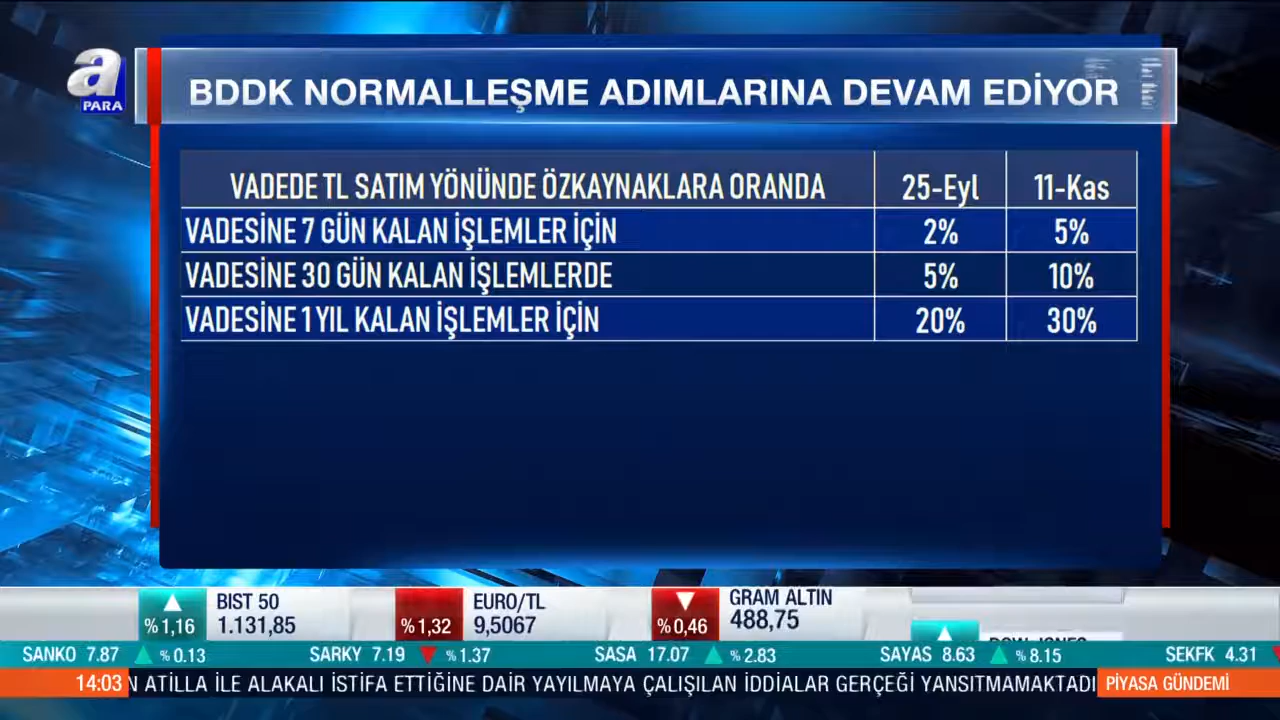 a
PARA
BDDK NORMALLEŞME ADIMLARINA DEVAM EDİYOR
VADEDE TL SATIM YÖNÜNDE ÖZKAYNAKLARA ORANDA 25-Eyl 11-Kas
VADESİNE 7 GÜN KALAN İŞLEMLER İÇİN 2% 5%
VADESİNE 30 GÜN KALAN İŞLEMLERDE 5% 10%
VADESİNE 1 YIL KALAN İŞLEMLER İÇİN 20% 30%
%1,16 BIST 50 1.131,85
%1,32 EURO/TL 9,5067
%0,46 GRAM ALTIN 488,75
SANKO 7.87 %0.13 SARKY 7.19 %1.37 SASA 17.07 %2.83 SAYAS 8.63 %8.15 SEKFK 4.31
14:03 N ATİLLA İLE ALAKALI İSTİFA ETTİĞİNE DAİR YAYILMAYA ÇALIŞILAN İDDİALAR GERÇEĞİ YANSITMAMAKTADI PİYASA GÜNDEMİ